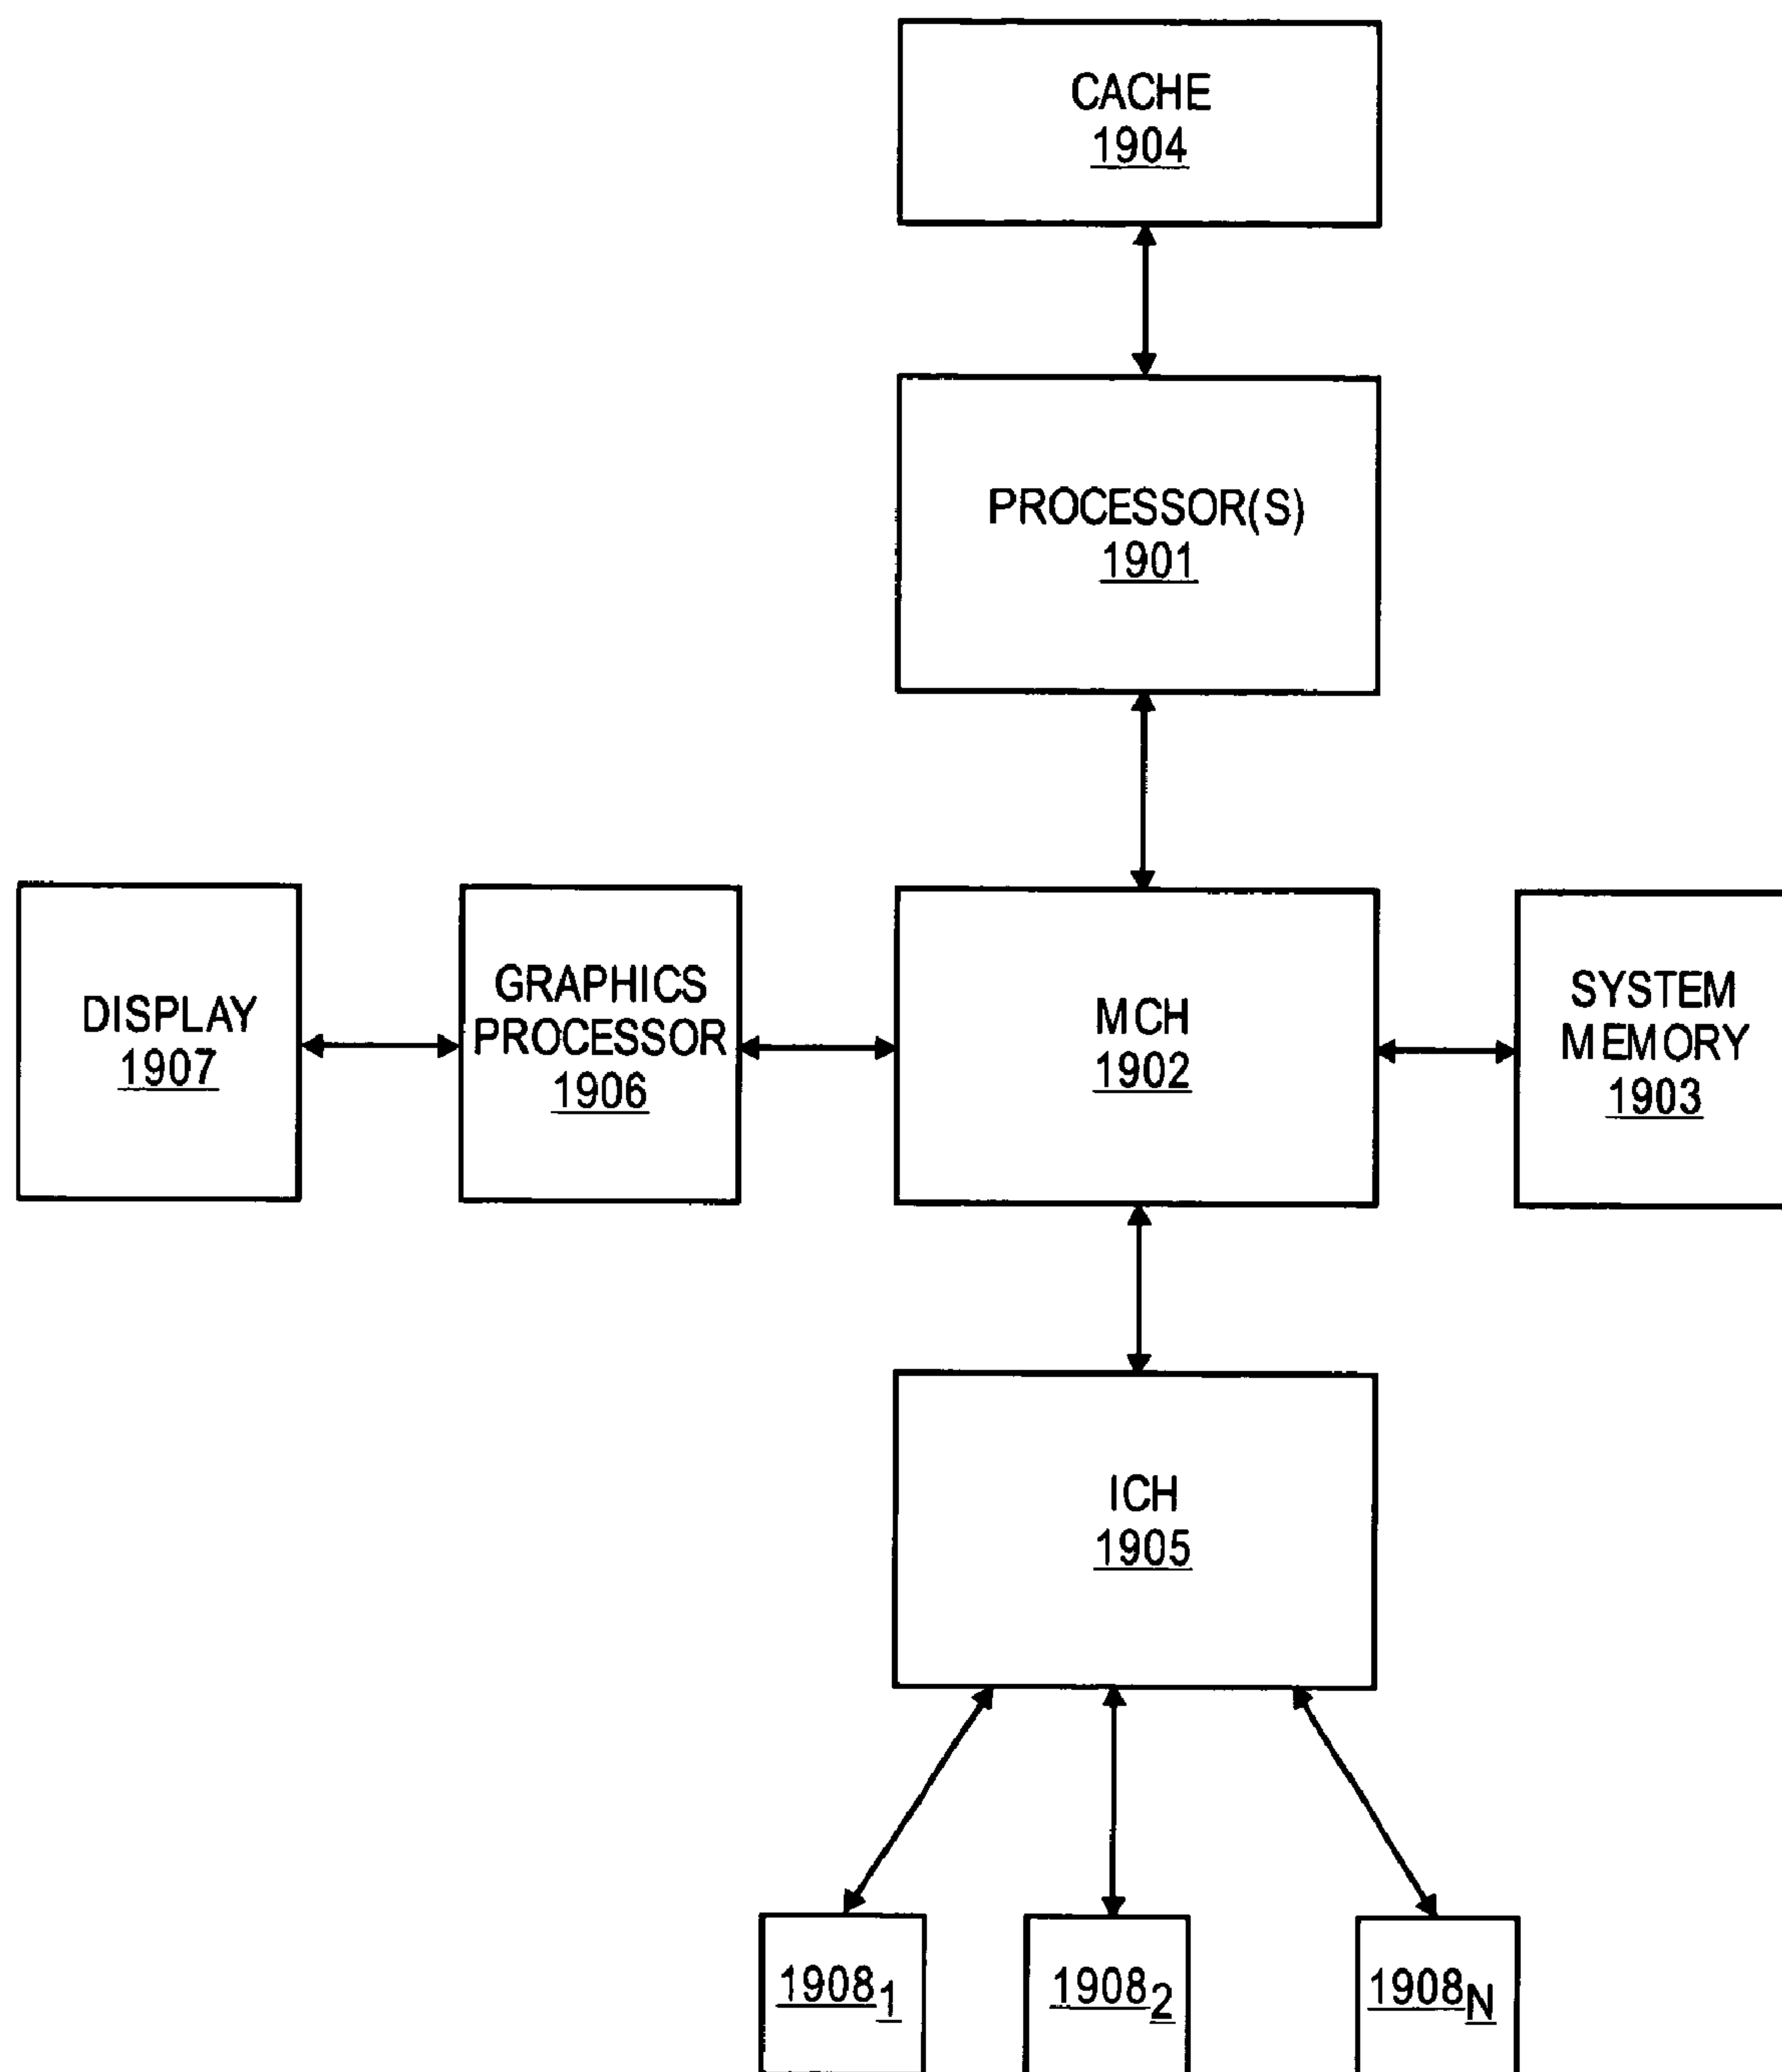 CACHE
1904
PROCESSOR(S)
1901
DISPLAY
1907
GRAPHICS
PROCESSOR
1906
MCH
1902
SYSTEM
MEMORY
1903
ICH
1905
1908₁
1908₂
1908N